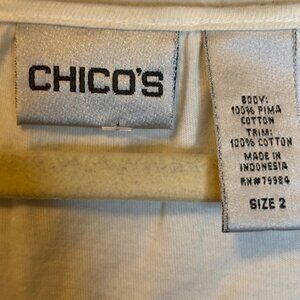 CHICO'S
BODY:
100% PIMA
COTTON
TRIM:
100% COTTON
MADE IN
INDONESIA
RN#79984
SIZE 2